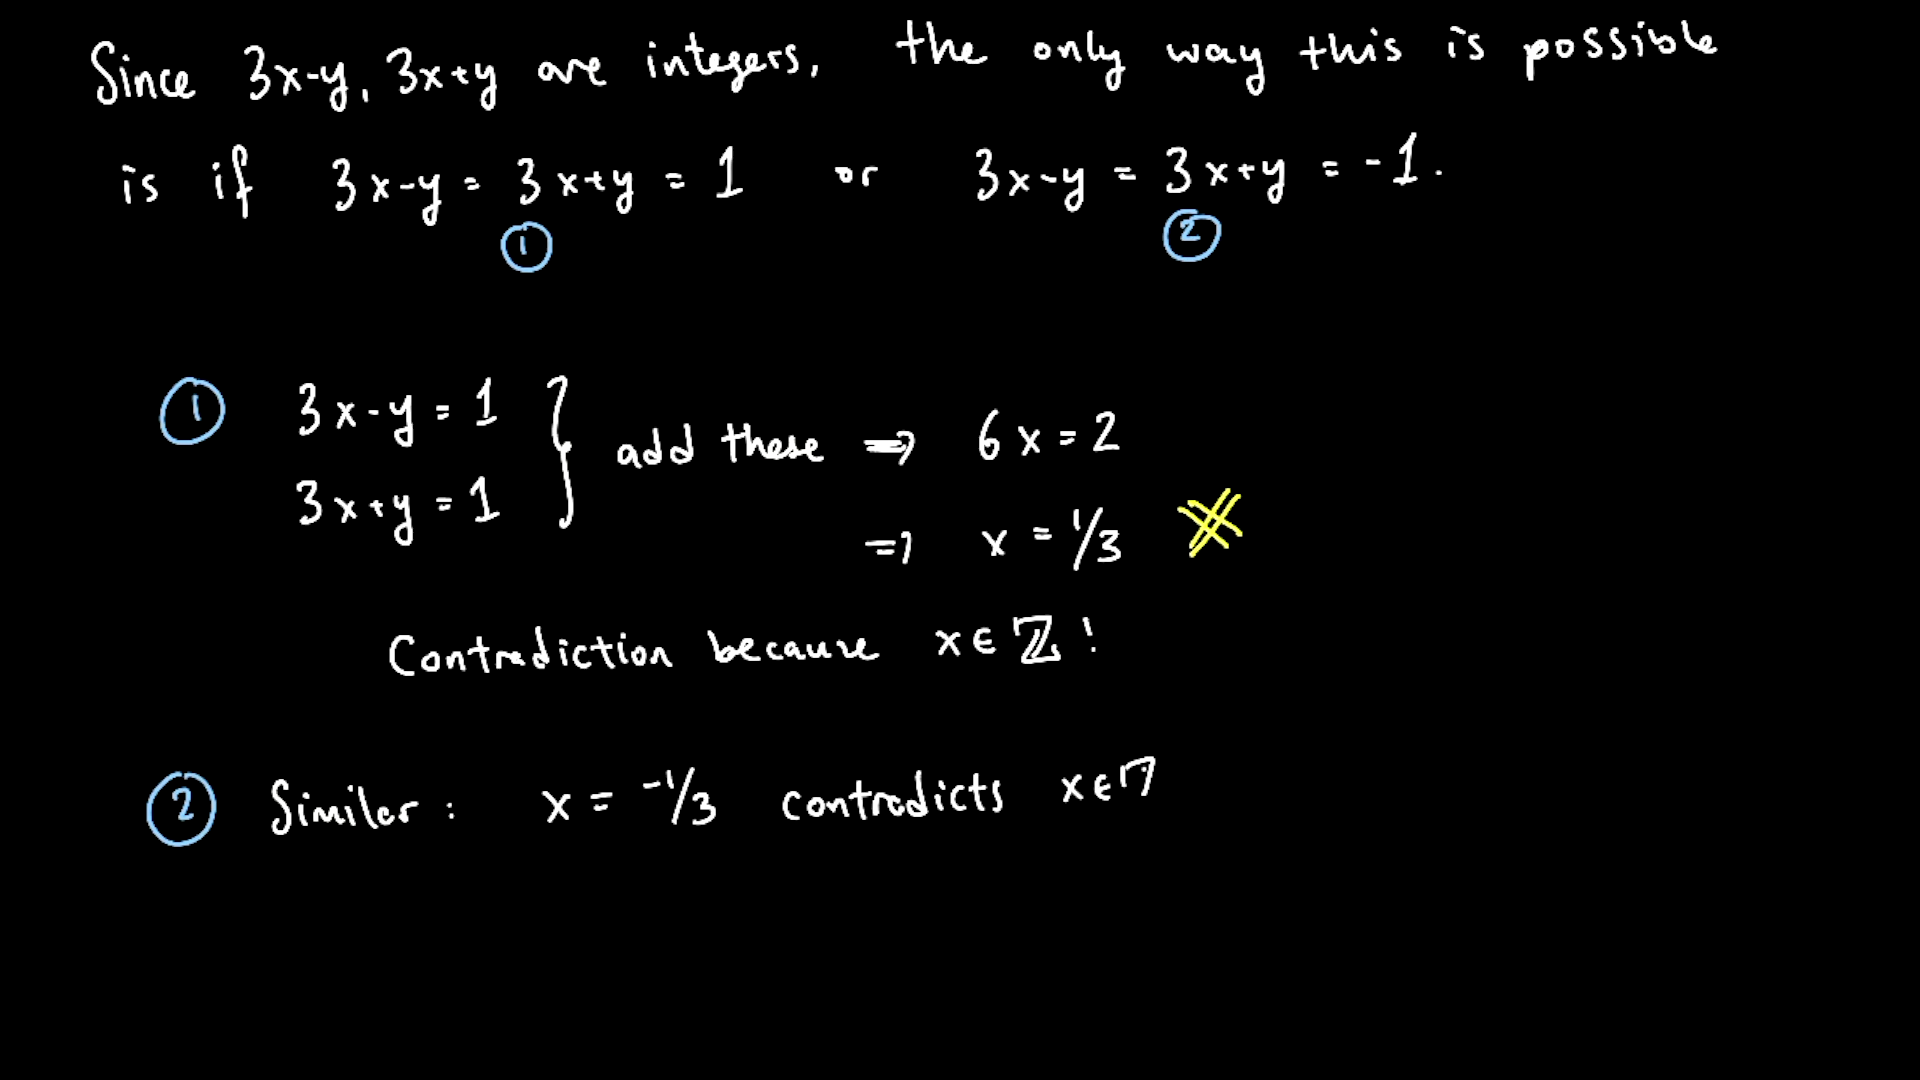 Since 3x-y, 3x+y are integers, the only way this is possible
is if 3x-y = 3x+y = 1 or 3x-y = 3x+y = -1.
① ②
① 3x-y = 1
3x+y = 1 } add these => 6x = 2
=> x = 1/3
Contradiction because x ∈ ℤ!
② Similar: x = -1/3 contradicts x ∈